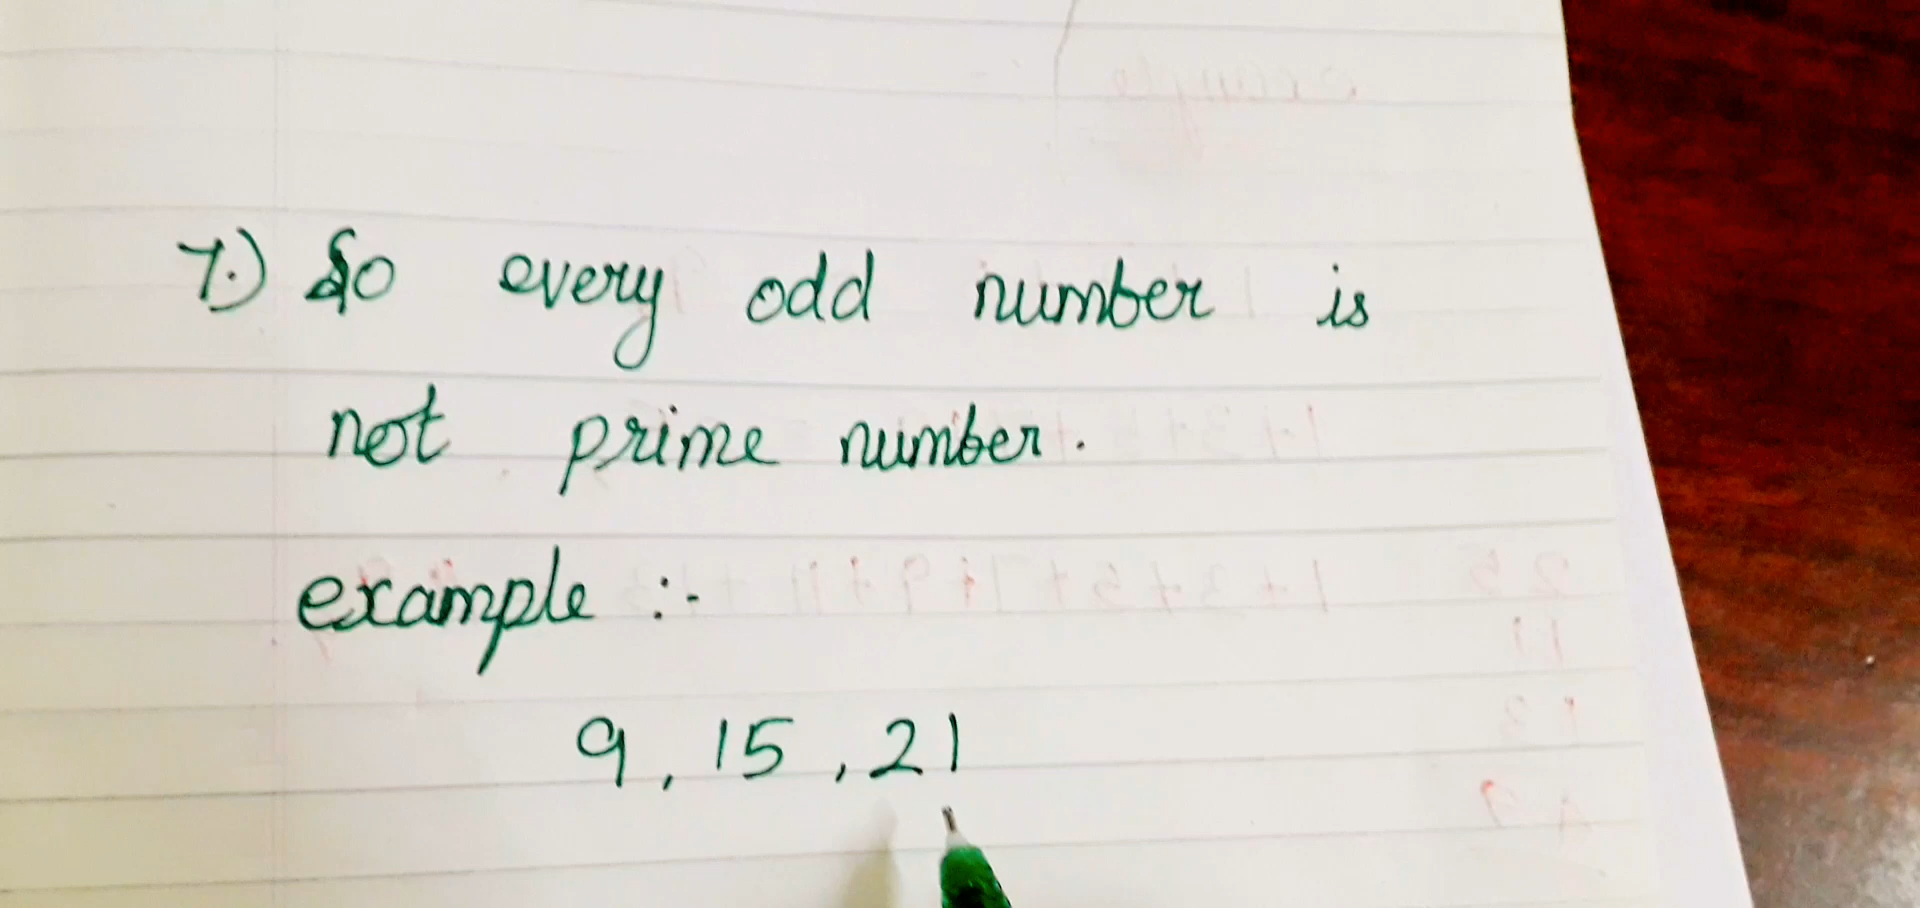 7.) So every odd number is
not prime number.
example :-
9, 15, 21